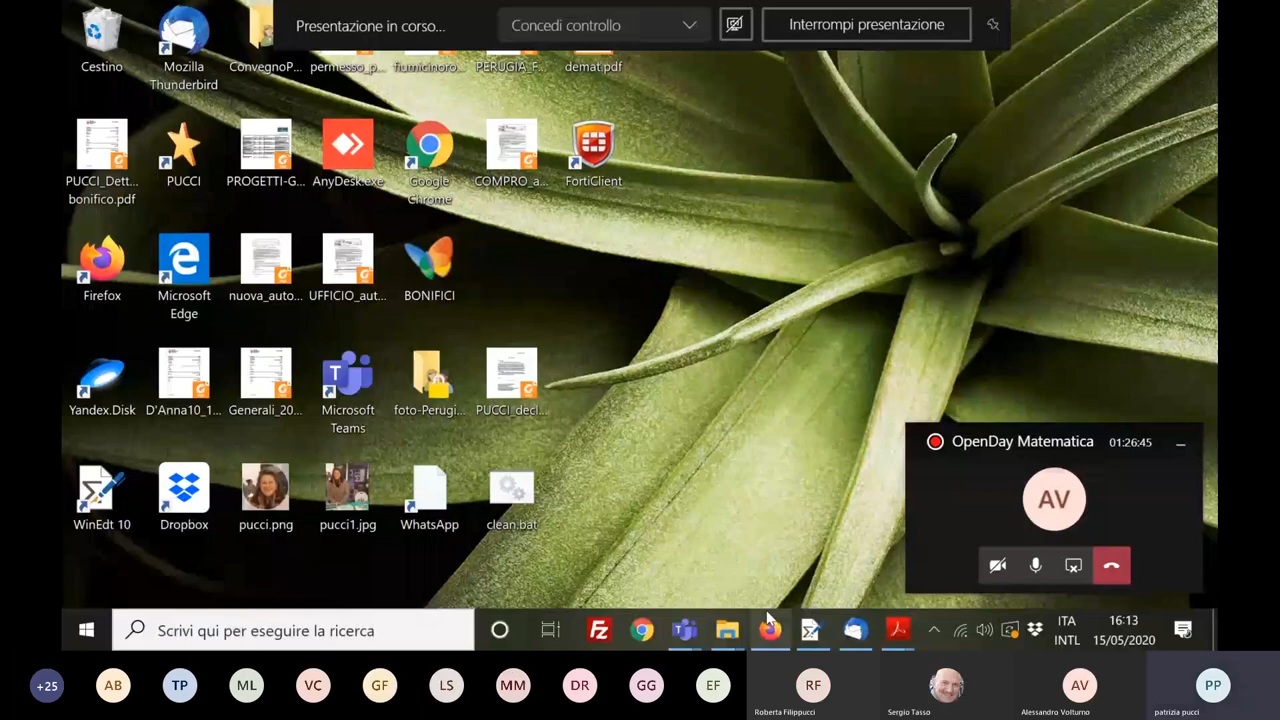 Presentazione in corso...
Concedi controllo
Interrompi presentazione
Cestino
Mozilla
Thunderbird
ConvegnoP...
permesso_p...
fiumicinoro...
PERUGIA_F...
demat.pdf
PUCCI_Dett...
bonifico.pdf
PUCCI
PROGETTI-G...
AnyDesk.exe
Google
Chrome
COMPRO_a...
FortiClient
Firefox
Microsoft
Edge
nuova_auto...
UFFICIO_aut...
BONIFICI
Yandex.Disk
D'Anna10_1...
Generali_20...
Microsoft
Teams
foto-Perugi...
PUCCI_decl...
WinEdt 10
Dropbox
pucci.png
pucci1.jpg
WhatsApp
clean.bat
OpenDay Matematica
01:26:45
AV
Scrivi qui per eseguire la ricerca
ITA
INTL
16:13
15/05/2020
+25
AB
TP
ML
VC
GF
LS
MM
DR
GG
EF
RF
Roberta Filippucci
Sergio Tasso
AV
Alessandro Volturno
PP
patrizia pucci